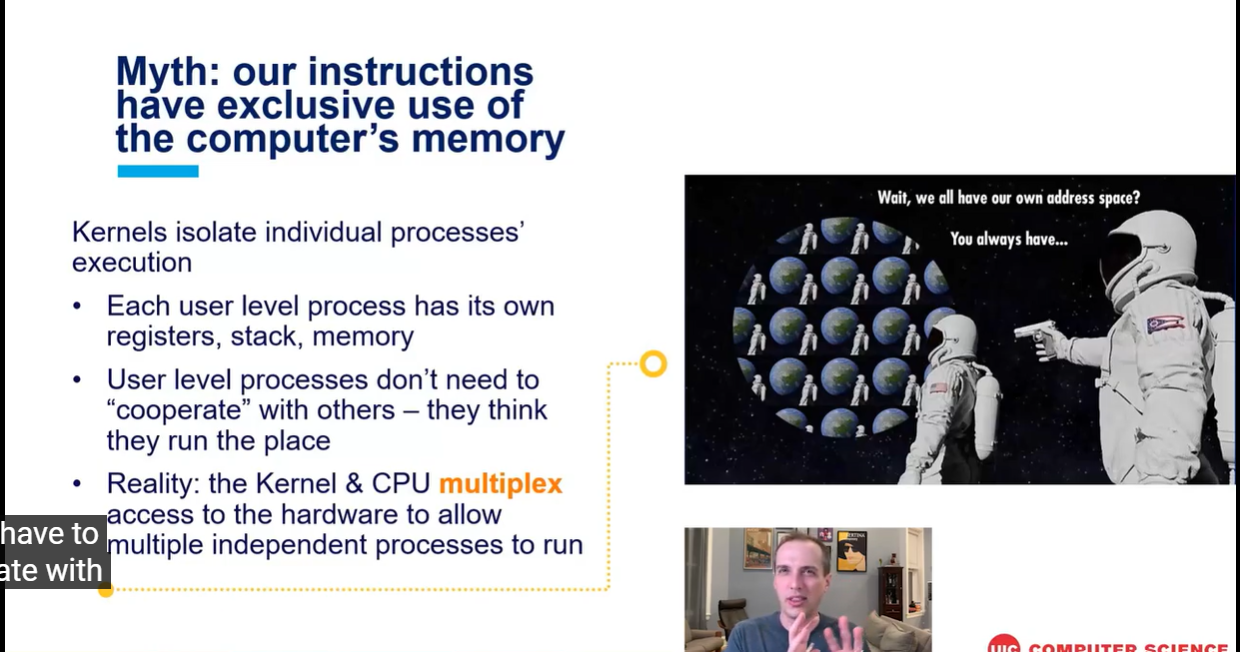 Myth: our instructions
have exclusive use of
the computer’s memory
Kernels isolate individual processes’
execution
• Each user level process has its own
registers, stack, memory
• User level processes don’t need to
“cooperate” with others – they think
they run the place
• Reality: the Kernel & CPU multiplex
access to the hardware to allow
multiple independent processes to run
have to
ate with
Wait, we all have our own address space?
You always have...
UIC COMPUTER SCIENCE